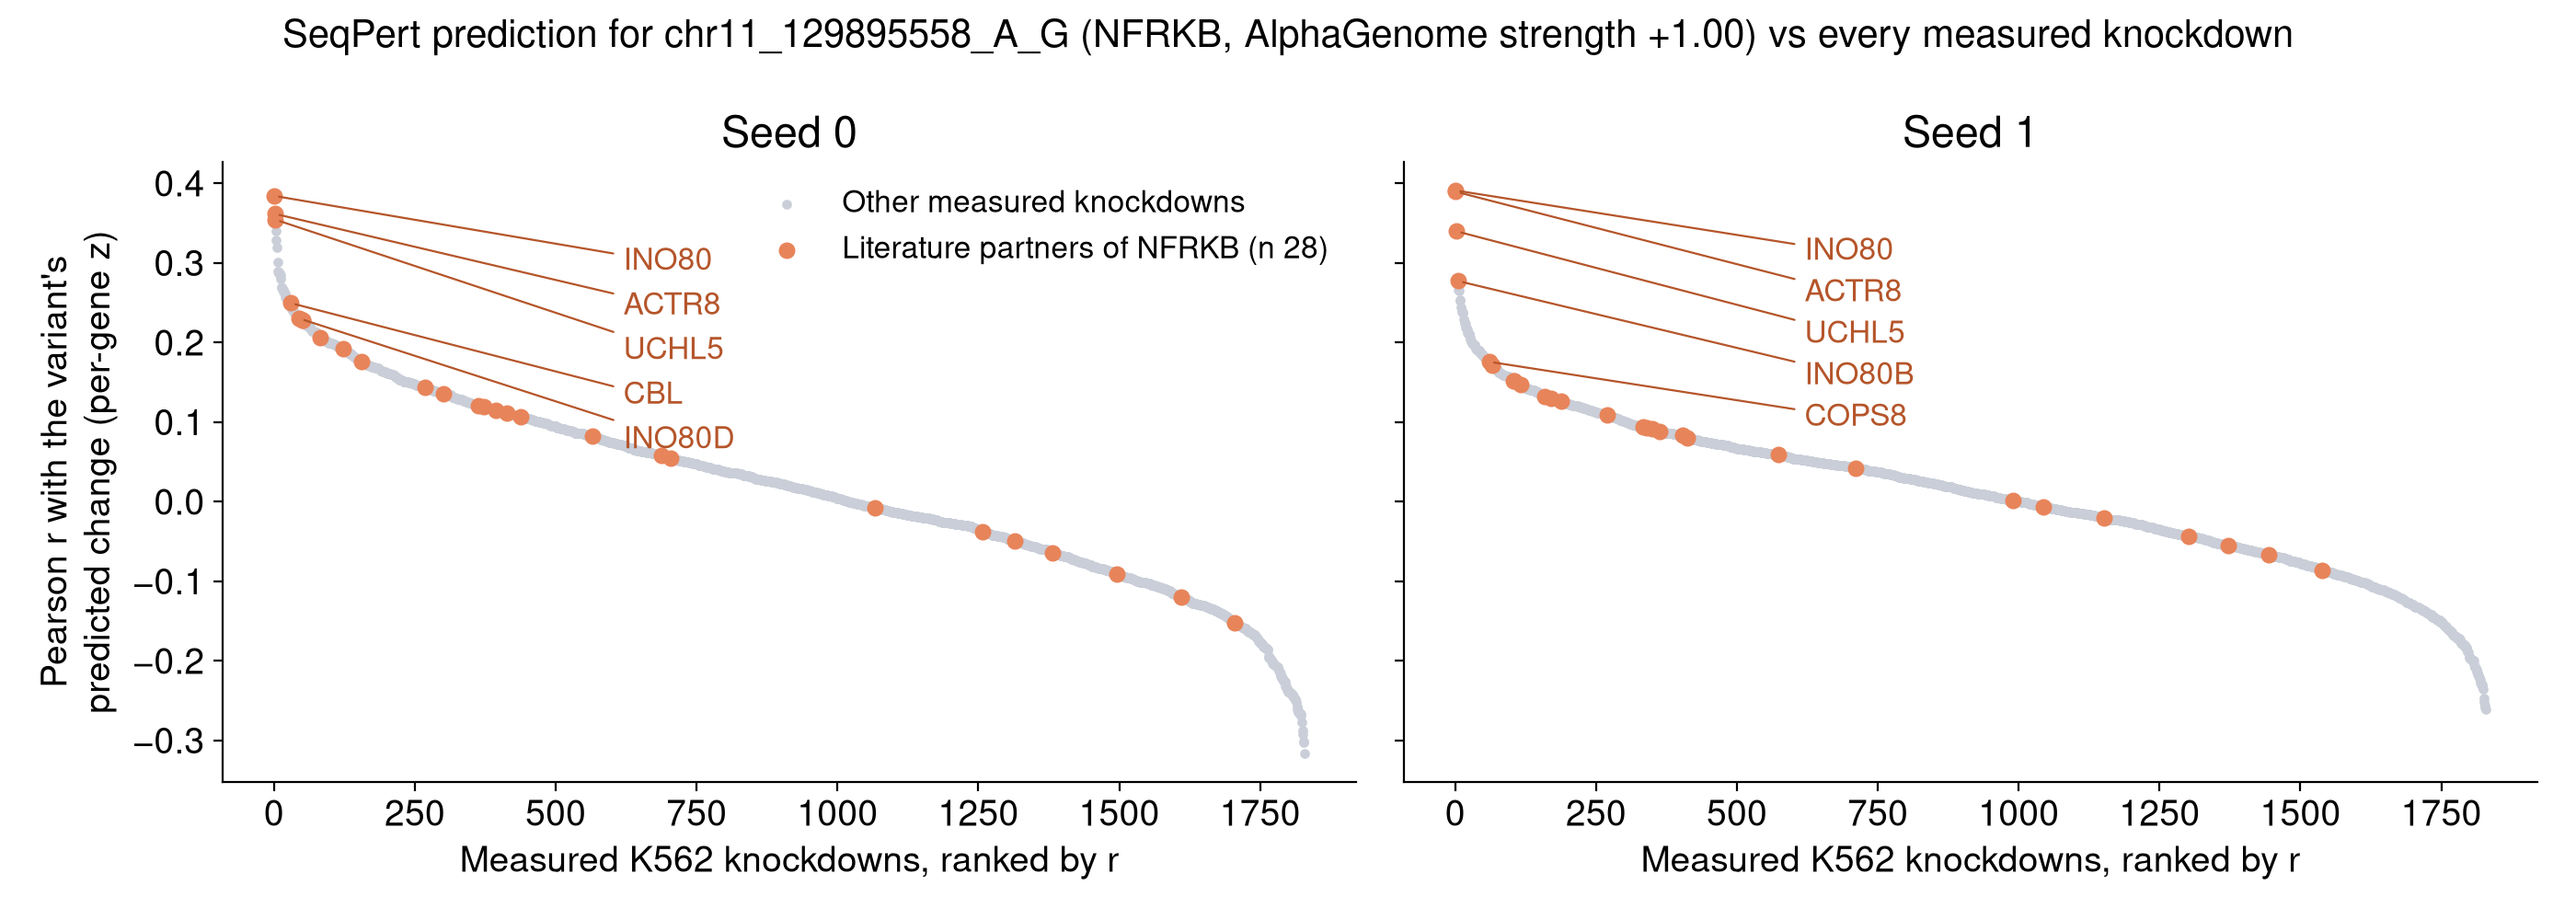 SeqPert prediction for chr11_129895558_A_G (NFRKB, AlphaGenome strength +1.00) vs every measured knockdown
Seed 0
Pearson r with the variant's
predicted change (per-gene z)
0.4
0.3
0.2
0.1
0.0
−0.1
−0.2
−0.3
Other measured knockdowns
Literature partners of NFRKB (n 28)
INO80
ACTR8
UCHL5
CBL
INO80D
0
250
500
750
1000
1250
1500
1750
Measured K562 knockdowns, ranked by r
Seed 1
INO80
ACTR8
UCHL5
INO80B
COPS8
0
250
500
750
1000
1250
1500
1750
Measured K562 knockdowns, ranked by r